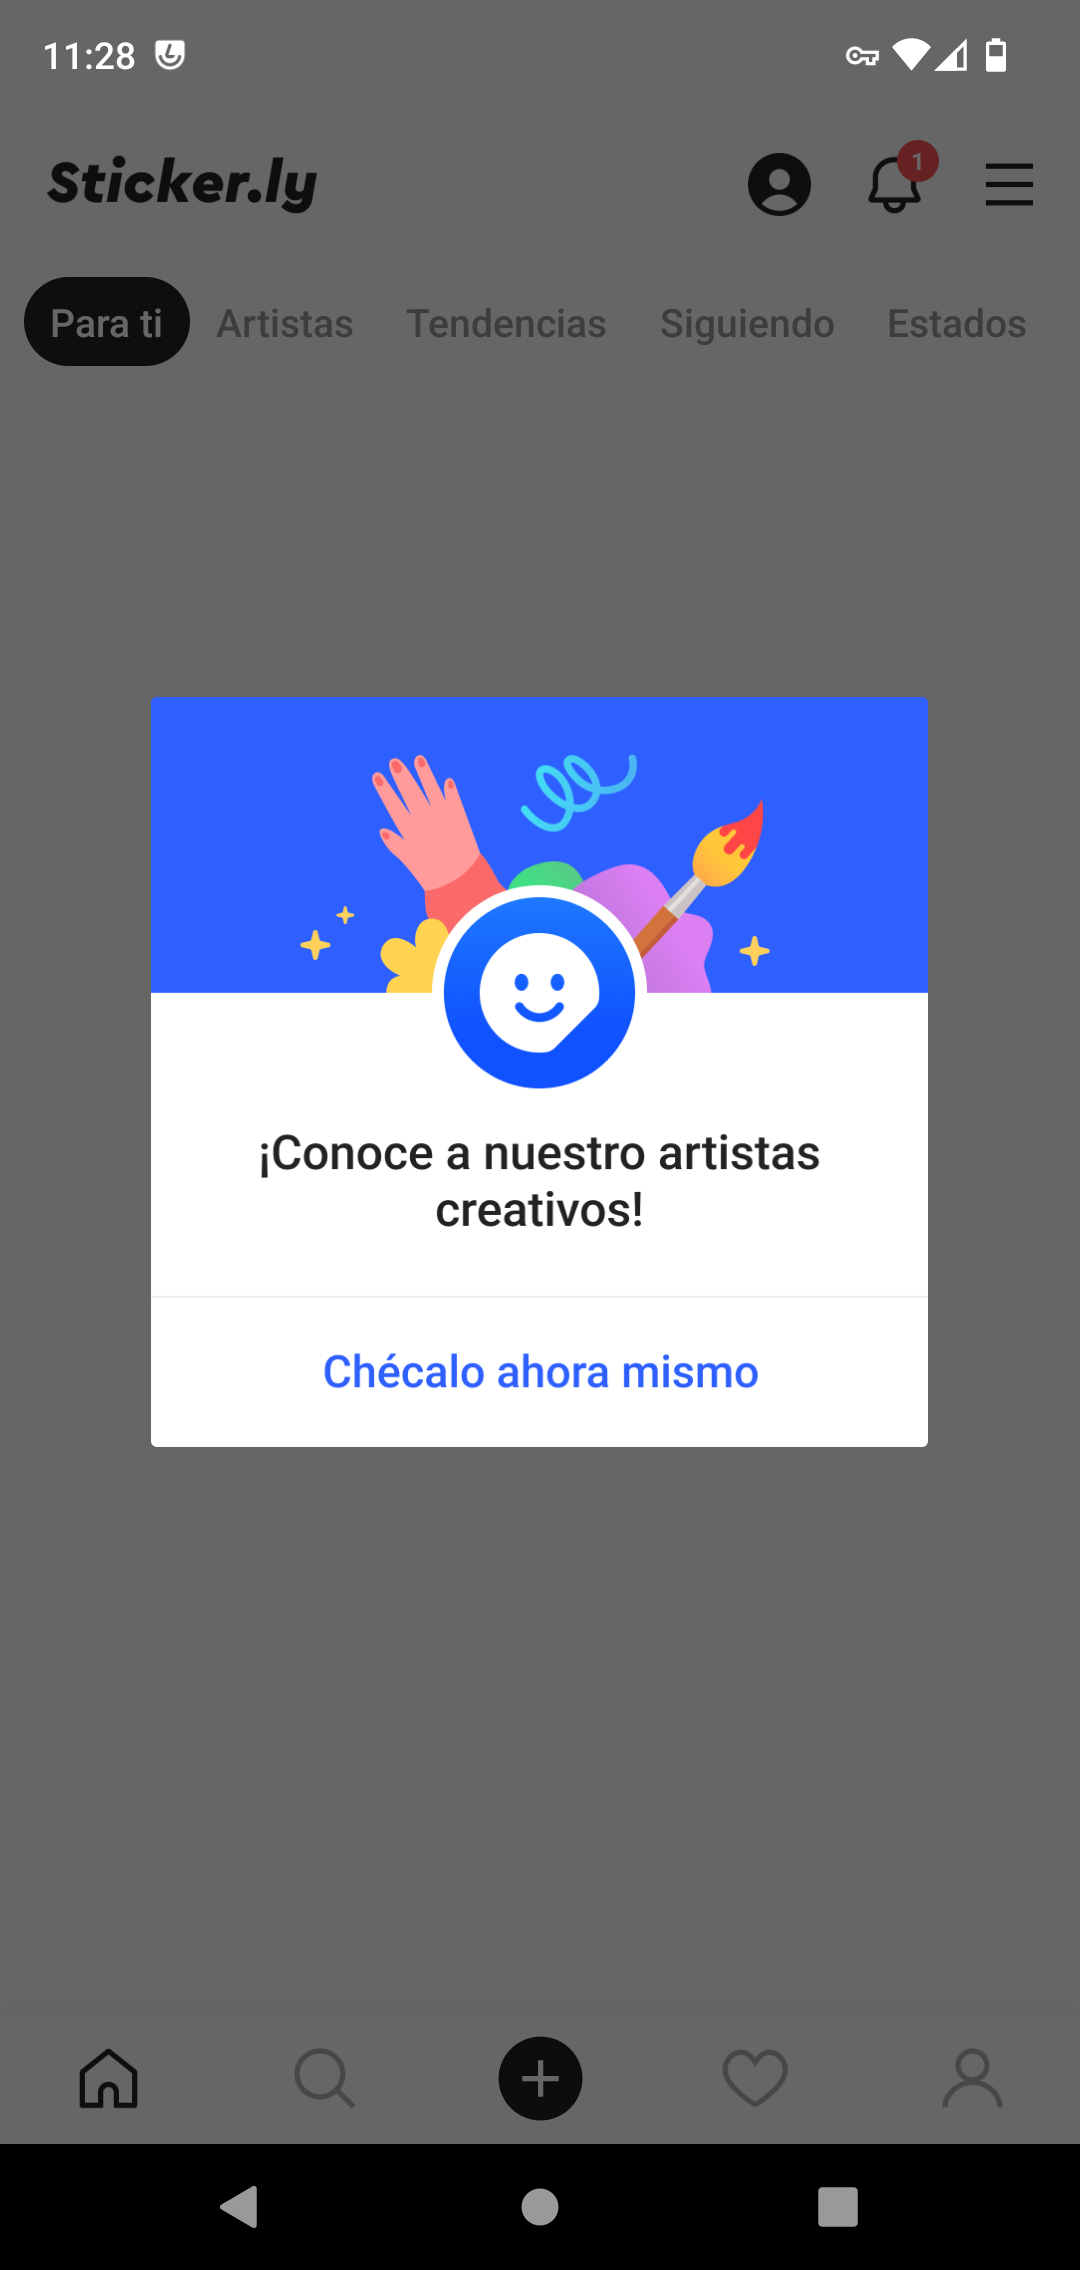 11:28
Sticker.ly
1
Para ti Artistas Tendencias Siguiendo Estados
¡Conoce a nuestro artistas
creativos!
Chécalo ahora mismo